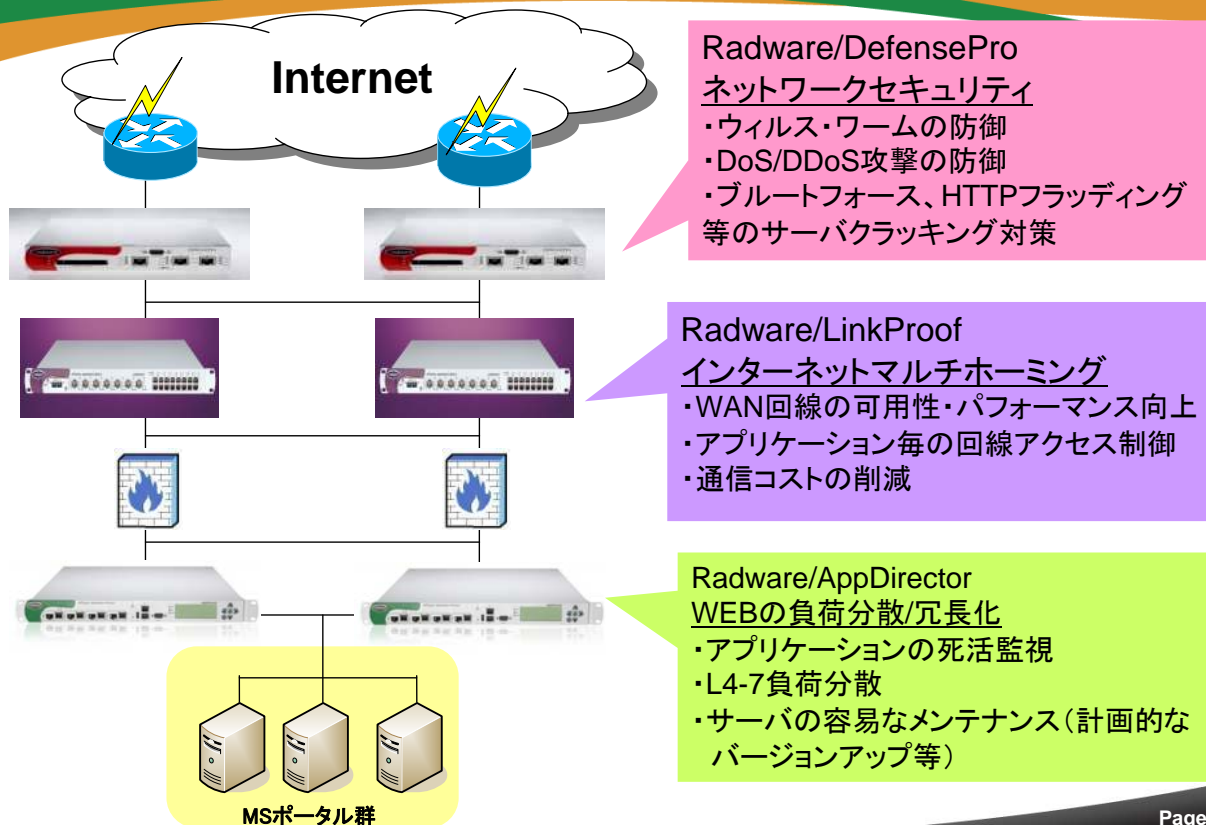 Internet
Radware/DefensePro
ネットワークセキュリティ
・ウィルス・ワームの防御
・DoS/DDoS攻撃の防御
・ブルートフォース、HTTPフラッディング
等のサーバクラッキング対策
Radware/LinkProof
インターネットマルチホーミング
・WAN回線の可用性・パフォーマンス向上
・アプリケーション毎の回線アクセス制御
・通信コストの削減
Radware/AppDirector
WEBの負荷分散/冗長化
・アプリケーションの死活監視
・L4-7負荷分散
・サーバの容易なメンテナンス（計画的な
バージョンアップ等）
MSポータル群
Page